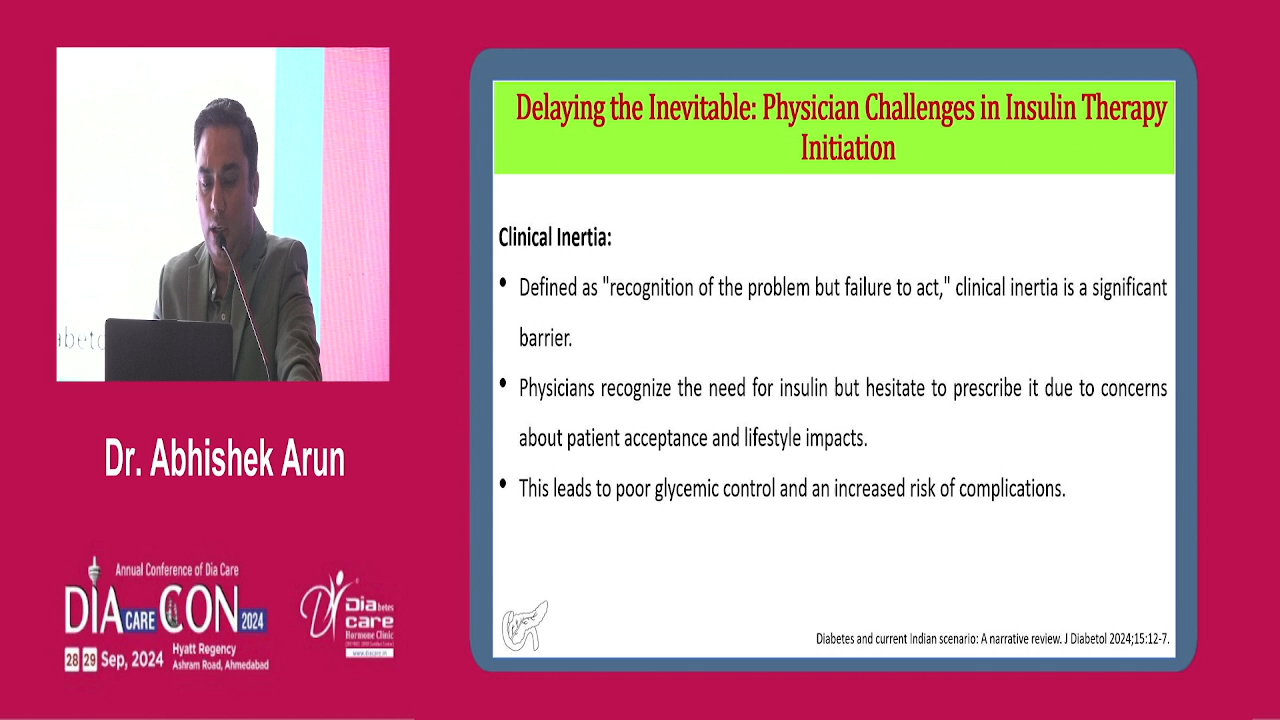 abeto
Dr. Abhishek Arun
Annual Conference of Dia Care
DIA CARE CON 2024
28 29 Sep, 2024
Hyatt Regency
Ashram Road, Ahmedabad
Diabetes
care
Hormone Clinic
Delaying the Inevitable: Physician Challenges in Insulin Therapy
Initiation
Clinical Inertia:
• Defined as "recognition of the problem but failure to act," clinical inertia is a significant
barrier.
• Physicians recognize the need for insulin but hesitate to prescribe it due to concerns
about patient acceptance and lifestyle impacts.
• This leads to poor glycemic control and an increased risk of complications.
Diabetes and current Indian scenario: A narrative review. J Diabetol 2024;15:12-7.